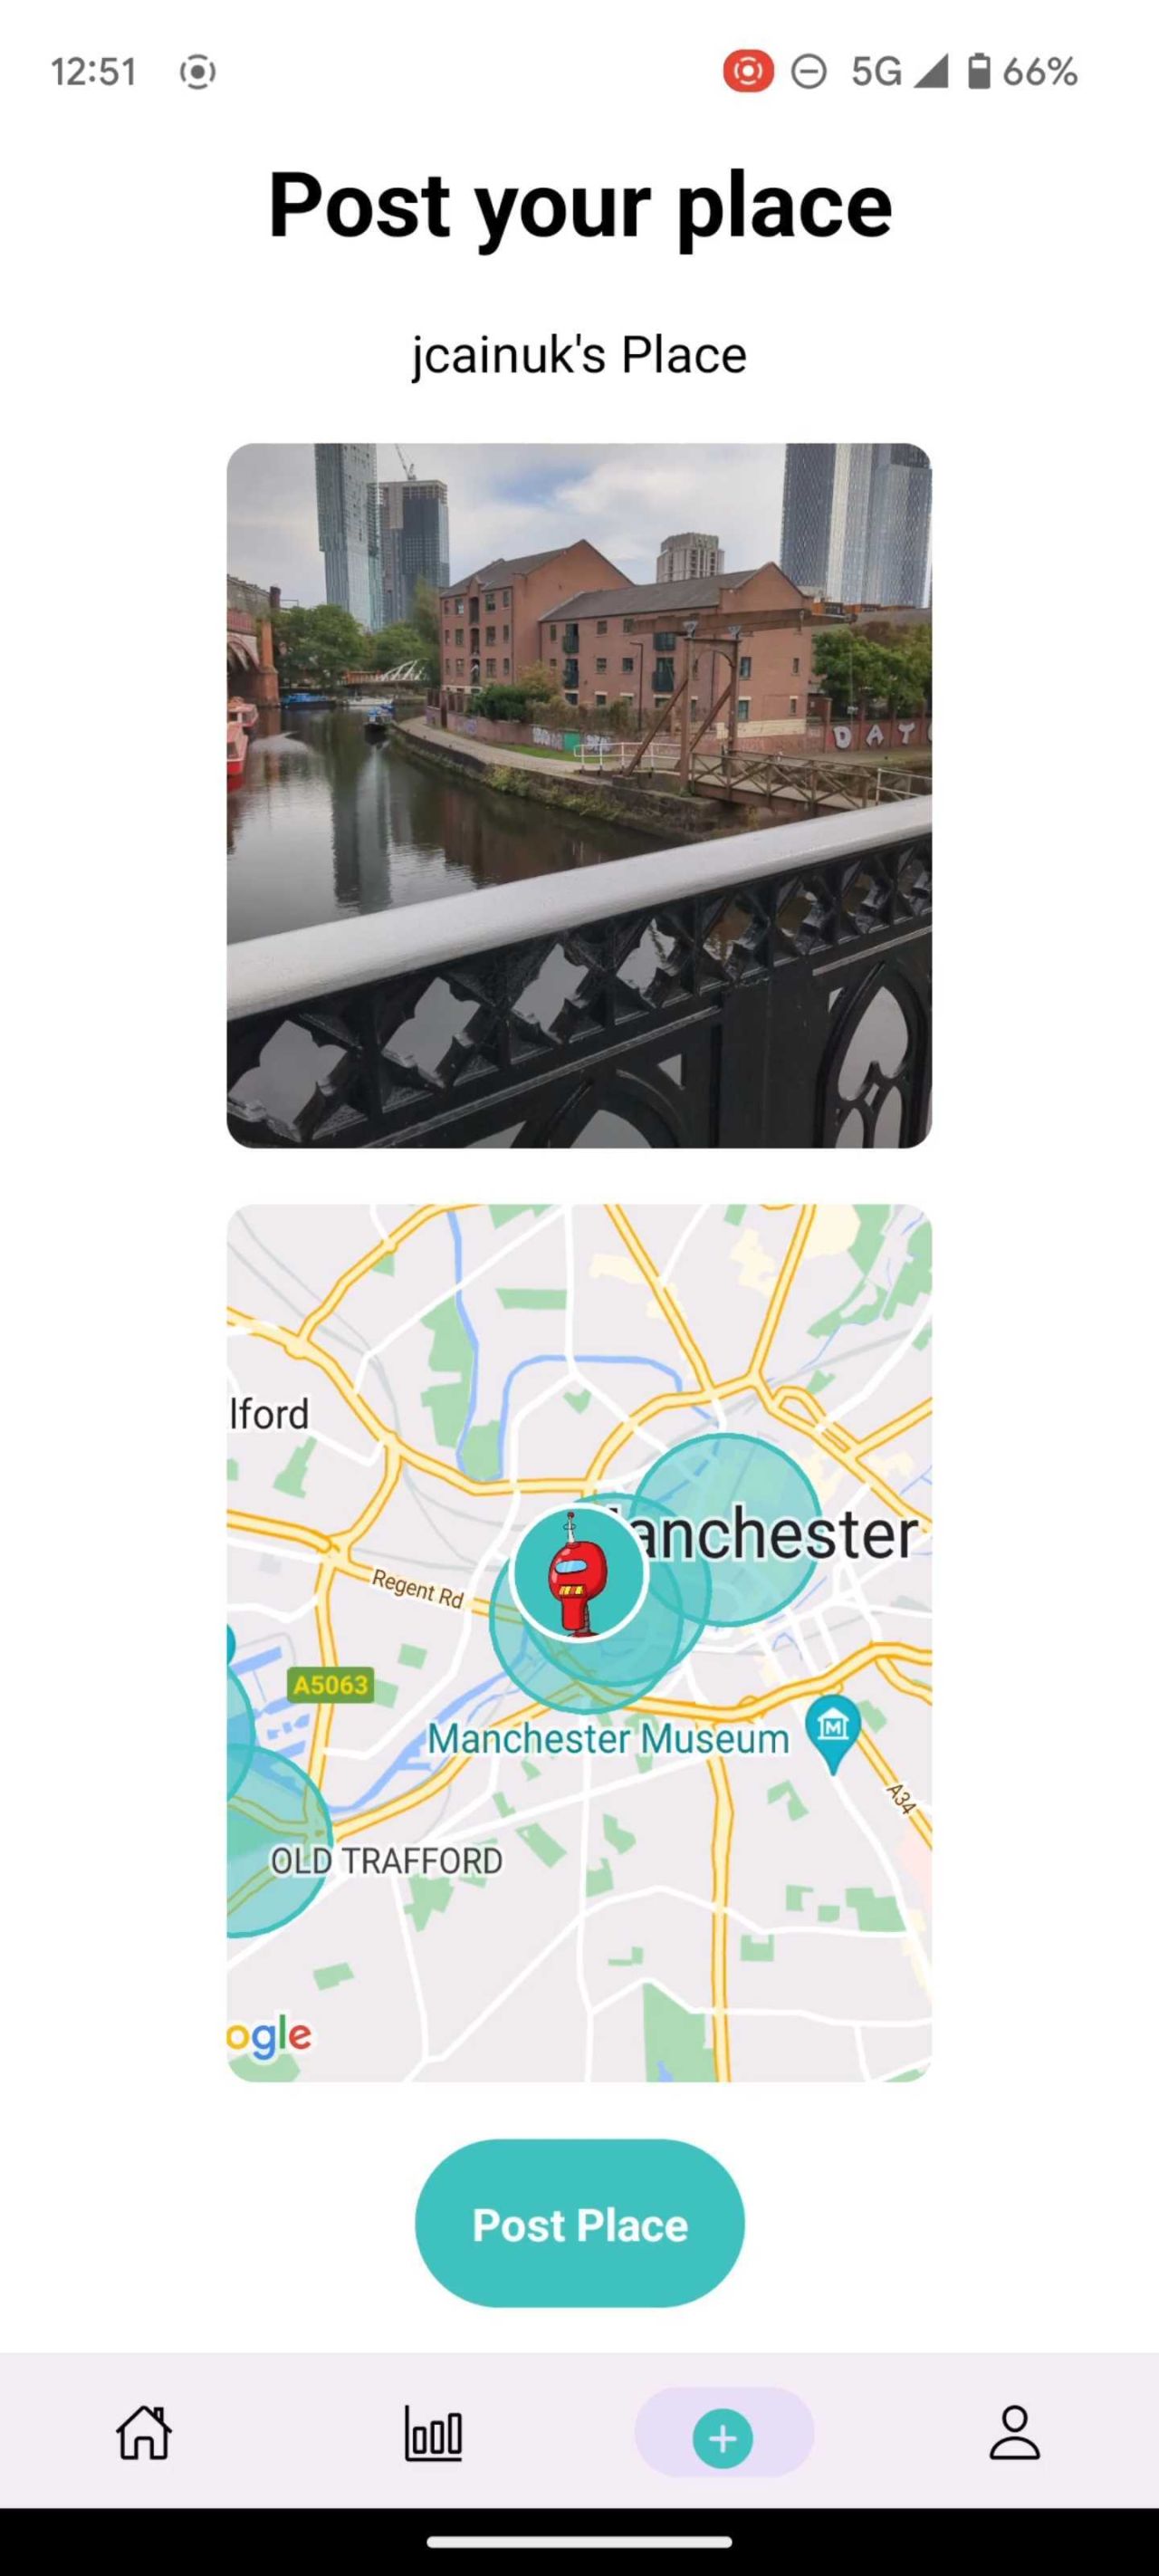 12:51
5G 66%
Post your place
jcainuk's Place
DAT
lford
anchester
Regent Rd
A5063
Manchester Museum
M
A34
OLD TRAFFORD
ogle
Post Place